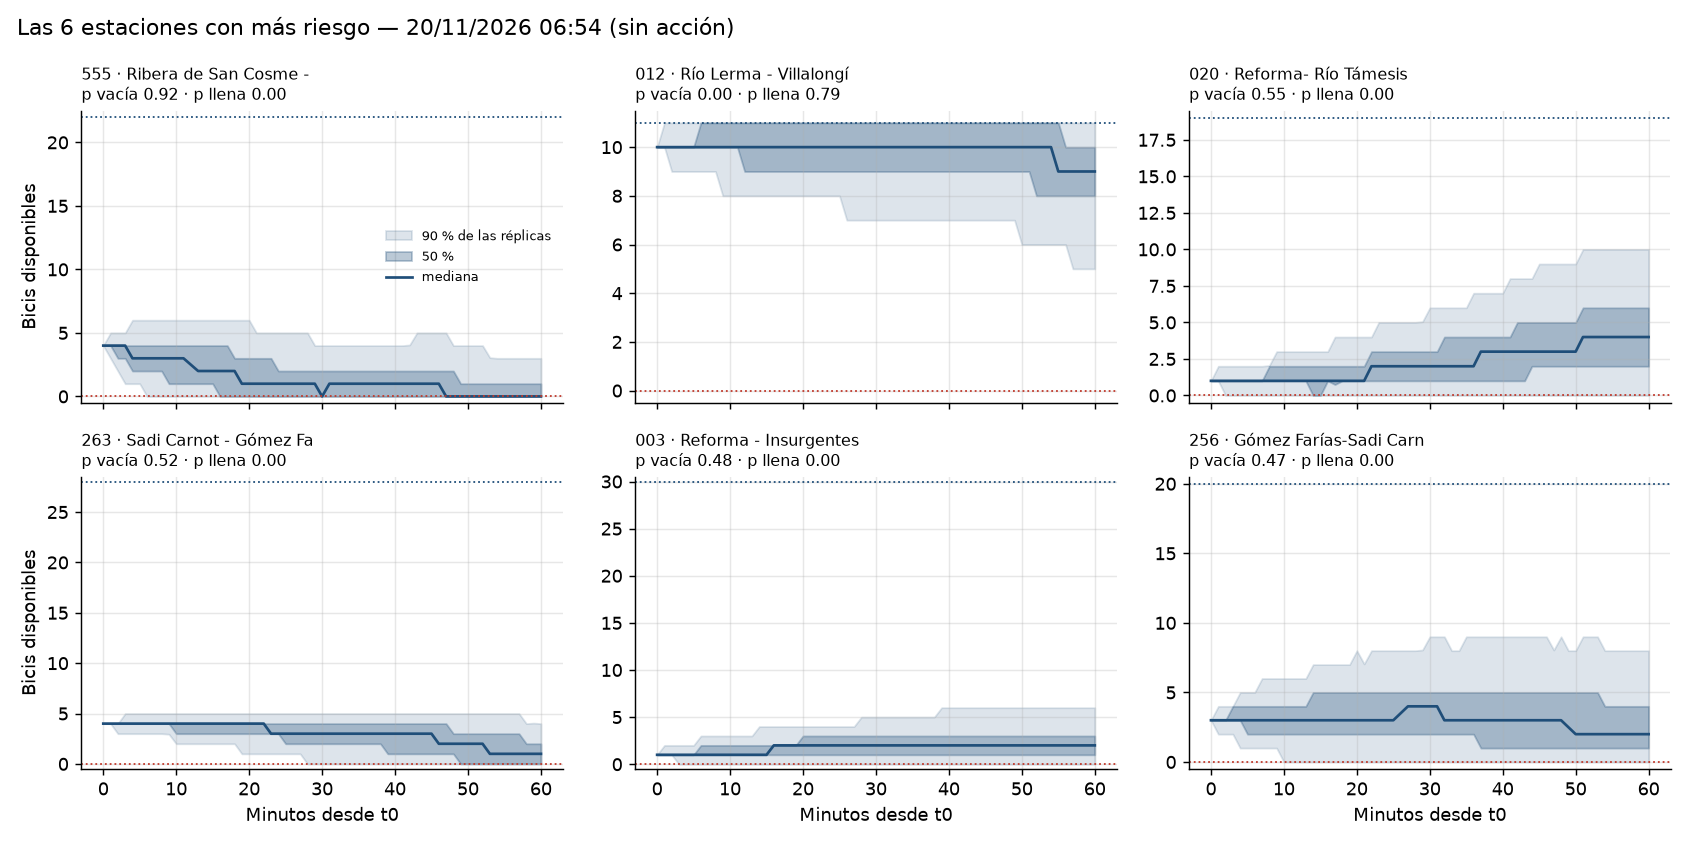 Las 6 estaciones con más riesgo — 20/11/2026 06:54 (sin acción)
555 · Ribera de San Cosme -
p vacía 0.92 · p llena 0.00
20
15
10
5
0
Bicis disponibles
90 % de las réplicas
50 %
mediana
012 · Río Lerma - Villalongí
p vacía 0.00 · p llena 0.79
10
8
6
4
2
0
020 · Reforma- Río Támesis
p vacía 0.55 · p llena 0.00
17.5
15.0
12.5
10.0
7.5
5.0
2.5
0.0
263 · Sadi Carnot - Gómez Fa
p vacía 0.52 · p llena 0.00
25
20
15
10
5
0
Bicis disponibles
0 10 20 30 40 50 60
Minutos desde t0
003 · Reforma - Insurgentes
p vacía 0.48 · p llena 0.00
30
25
20
15
10
5
0
0 10 20 30 40 50 60
Minutos desde t0
256 · Gómez Farías-Sadi Carn
p vacía 0.47 · p llena 0.00
20
15
10
5
0
0 10 20 30 40 50 60
Minutos desde t0